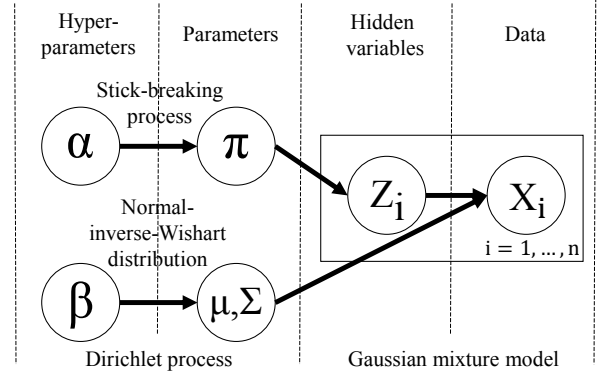 Hyper-
parameters
Parameters
Hidden
variables
Data
Stick-breaking
process
α
π
Z_i
X_i
i = 1, … , n
Normal-
inverse-Wishart
distribution
β
μ,Σ
Dirichlet process
Gaussian mixture model